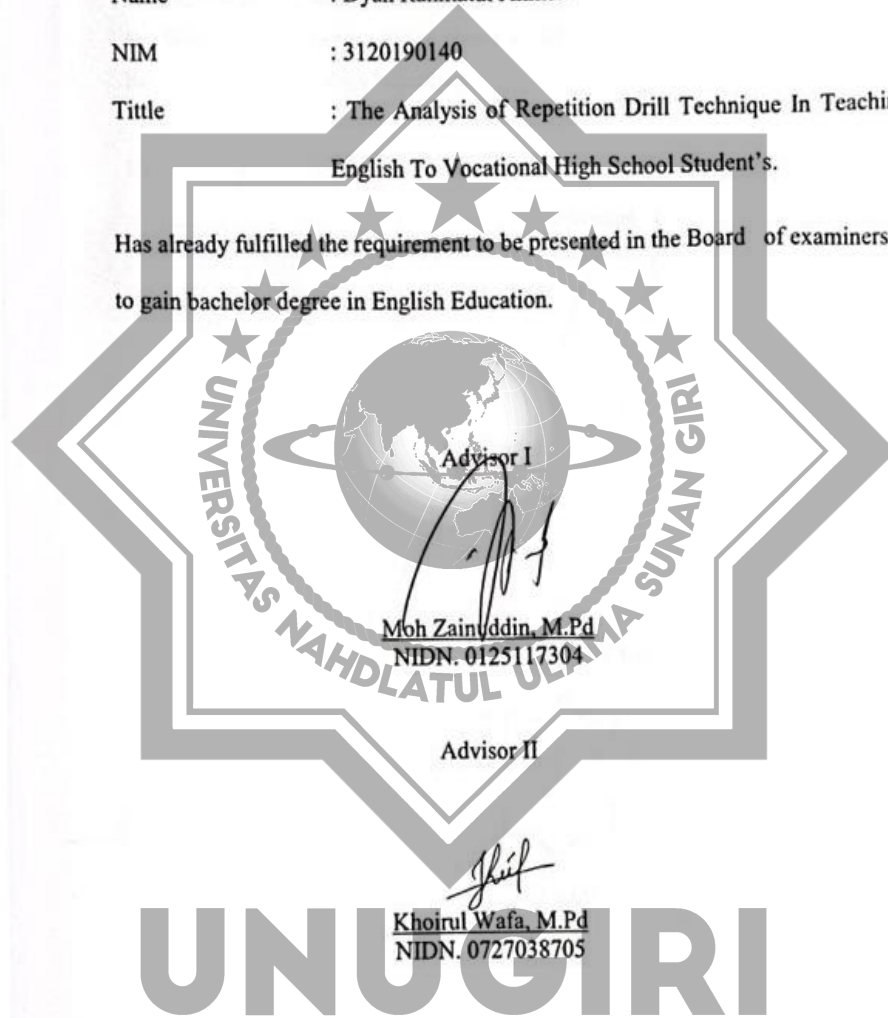 NIM : 3120190140
Tittle : The Analysis of Repetition Drill Technique In
English To Vocational High School Student's.
Has already fulfilled the requirement to be presented in the Board of examiners
to gain bachelor degree in English Education.
UNIVERSITAS NAHDLATUL ULAMA SUNAN GIRI
Advisor I
Moh Zainuddin, M.Pd
NIDN. 0125117304
Advisor II
Khoirul Wafa, M.Pd
NIDN. 0727038705
UNUGIRI